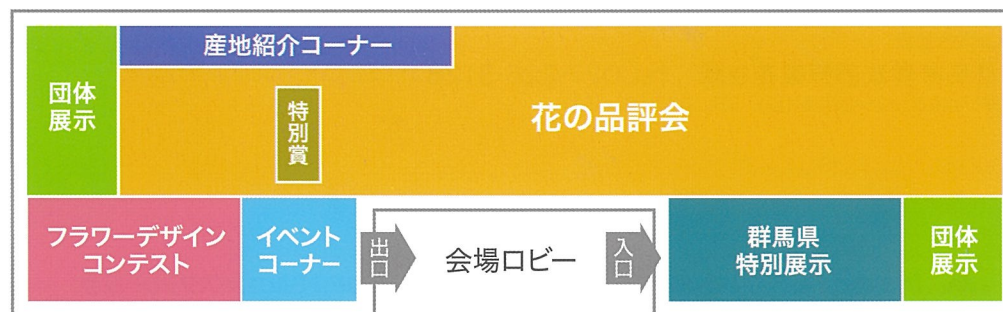 産地紹介コーナー
団体
展示
特別賞
花の品評会
フラワーデザイン
コンテスト
イベント
コーナー
出口
会場ロビー
入口
群馬県
特別展示
団体
展示